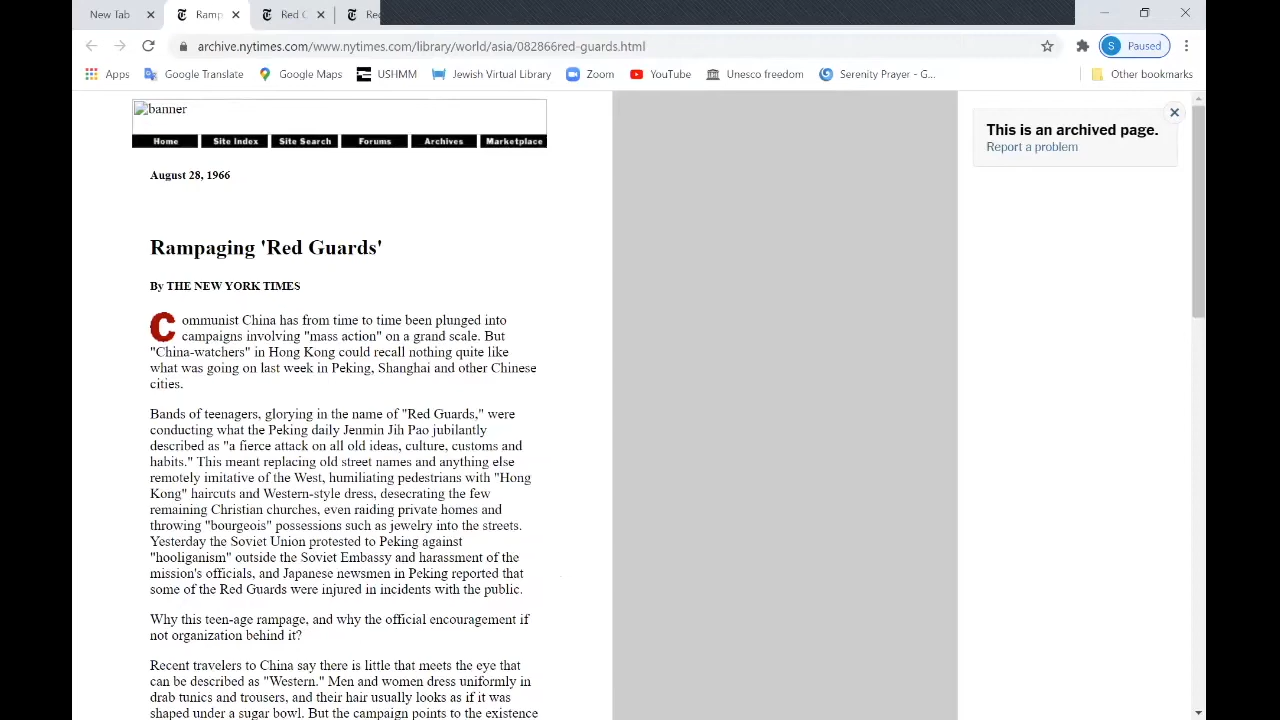 New Tab
Ramp
Red C
Rec
archive.nytimes.com/www.nytimes.com/library/world/asia/082866red-guards.html
S
Paused
Apps
Google Translate
Google Maps
USHMM
Jewish Virtual Library
Zoom
YouTube
Unesco freedom
Serenity Prayer - G...
Other bookmarks
banner
Home
Site Index
Site Search
Forums
Archives
Marketplace
This is an archived page.
Report a problem
August 28, 1966
Rampaging 'Red Guards'
By THE NEW YORK TIMES
Communist China has from time to time been plunged into
campaigns involving "mass action" on a grand scale. But
"China-watchers" in Hong Kong could recall nothing quite like
what was going on last week in Peking, Shanghai and other Chinese
cities.
Bands of teenagers, glorying in the name of "Red Guards," were
conducting what the Peking daily Jenmin Jih Pao jubilantly
described as "a fierce attack on all old ideas, culture, customs and
habits." This meant replacing old street names and anything else
remotely imitative of the West, humiliating pedestrians with "Hong
Kong" haircuts and Western-style dress, desecrating the few
remaining Christian churches, even raiding private homes and
throwing "bourgeois" possessions such as jewelry into the streets.
Yesterday the Soviet Union protested to Peking against
"hooliganism" outside the Soviet Embassy and harassment of the
mission's officials, and Japanese newsmen in Peking reported that
some of the Red Guards were injured in incidents with the public.
Why this teen-age rampage, and why the official encouragement if
not organization behind it?
Recent travelers to China say there is little that meets the eye that
can be described as "Western." Men and women dress uniformly in
drab tunics and trousers, and their hair usually looks as if it was
shaped under a sugar bowl. But the campaign points to the existence